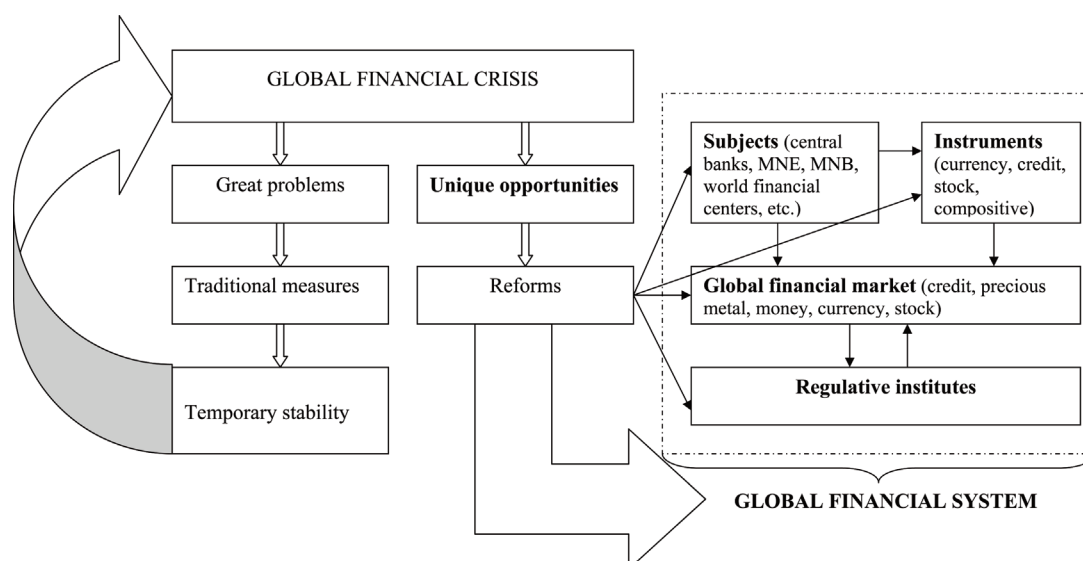 GLOBAL FINANCIAL CRISIS
Great problems
Unique opportunities
Traditional measures
Reforms
Temporary stability
Subjects (central
banks, MNE, MNB,
world financial
centers, etc.)
Instruments
(currency, credit,
stock,
compositive)
Global financial market (credit, precious
metal, money, currency, stock)
Regulative institutes
GLOBAL FINANCIAL SYSTEM